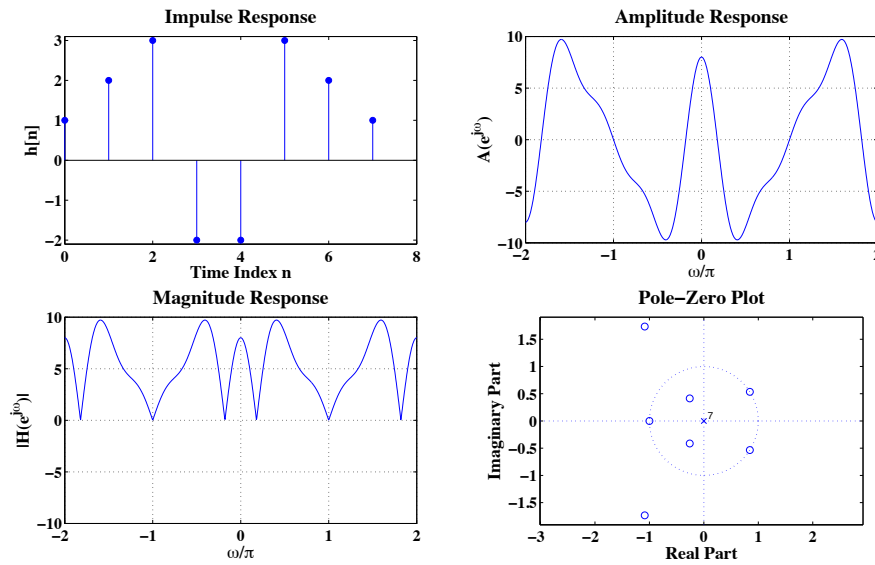 Impulse Response
3
2
1
0
−1
−2
0 2 4 6 8
h[n]
Time Index n
Amplitude Response
10
5
0
−5
−10
−2 −1 0 1 2
A(e^jω)
ω/π
Magnitude Response
10
5
0
−5
−10
−2 −1 0 1 2
|H(e^jω)|
ω/π
Pole−Zero Plot
1.5
1
0.5
0
−0.5
−1
−1.5
7
−3 −2 −1 0 1 2
Imaginary Part
Real Part